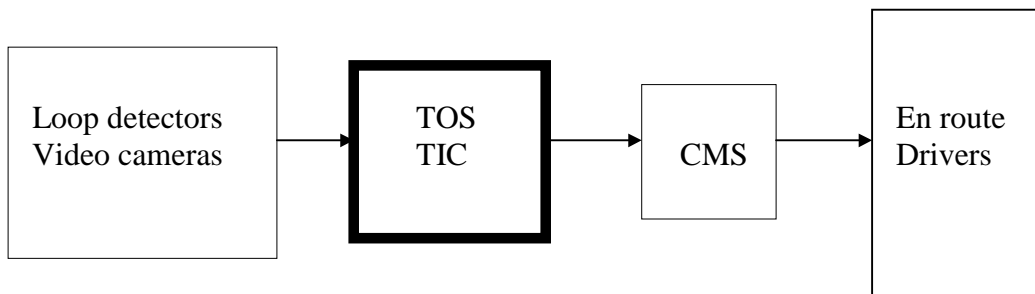 Loop detectors
Video cameras
TOS
TIC
CMS
En route
Drivers